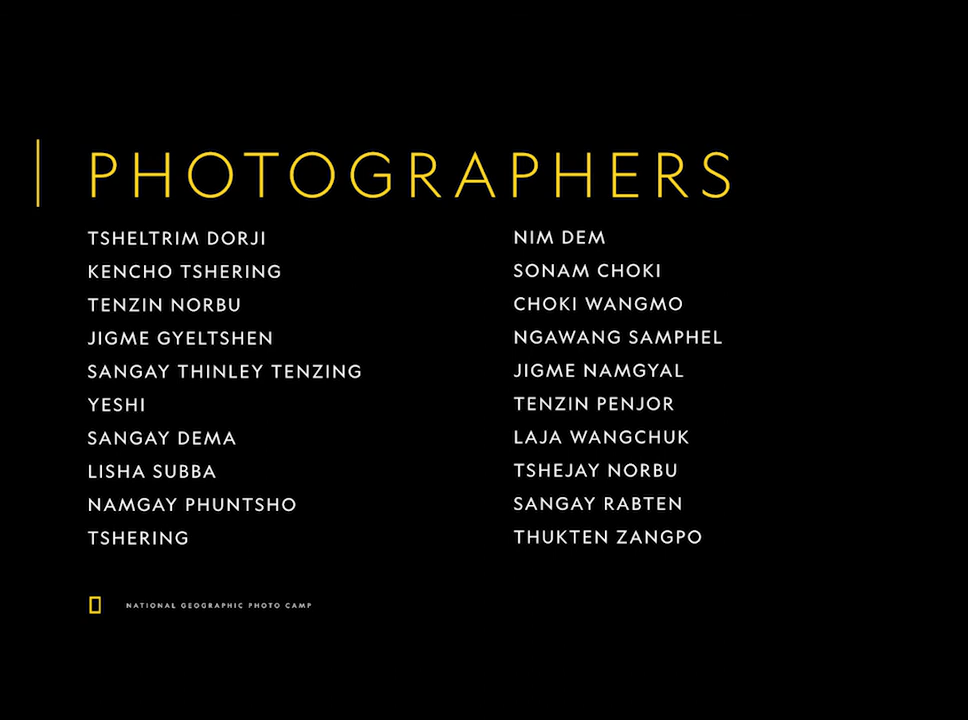 PHOTOGRAPHERS
TSHELTRIM DORJI
KENCHO TSHERING
TENZIN NORBU
JIGME GYELTSHEN
SANGAY THINLEY TENZING
YESHI
SANGAY DEMA
LISHA SUBBA
NAMGAY PHUNTSHO
TSHERING
NIM DEM
SONAM CHOKI
CHOKI WANGMO
NGAWANG SAMPHEL
JIGME NAMGYAL
TENZIN PENJOR
LAJA WANGCHUK
TSHEJAY NORBU
SANGAY RABTEN
THUKTEN ZANGPO
NATIONAL GEOGRAPHIC PHOTO CAMP